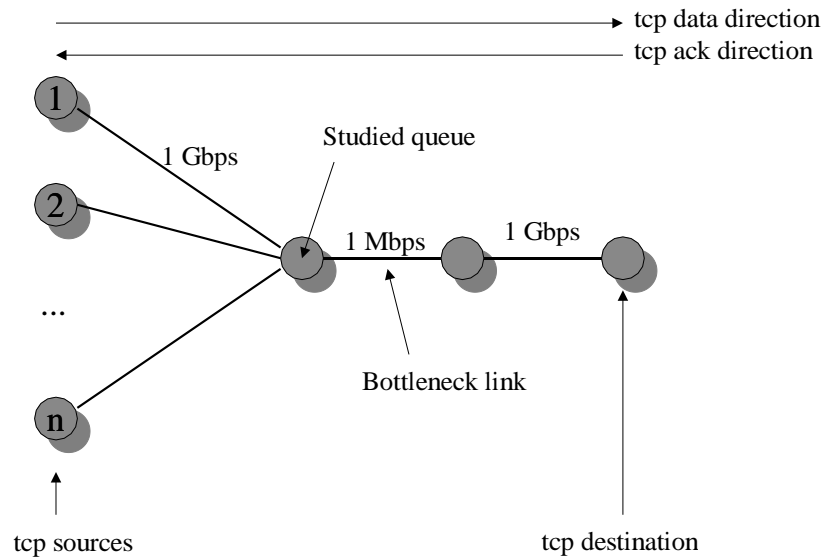 tcp data direction
tcp ack direction
1
1 Gbps
Studied queue
2
1 Mbps
1 Gbps
...
Bottleneck link
n
tcp sources
tcp destination